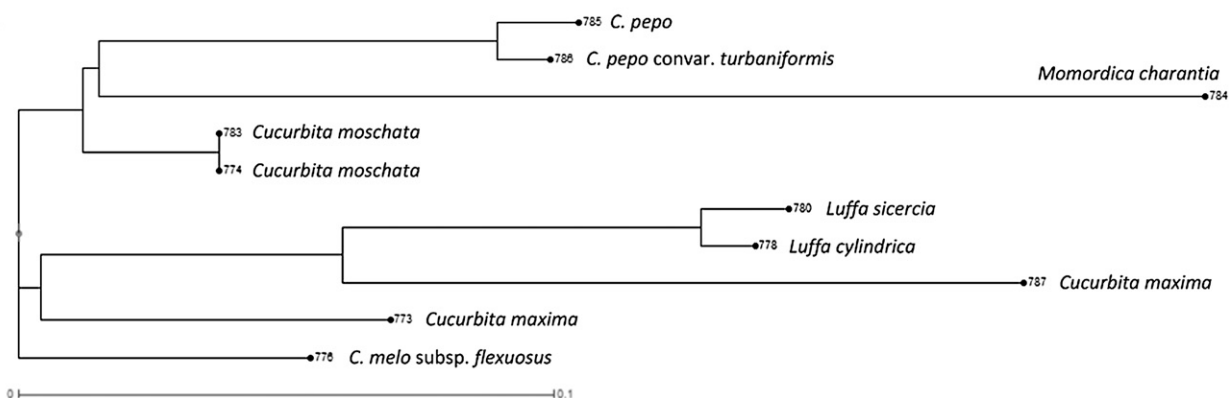 785 C. pepo
786 C. pepo convar. turbaniformis
Momordica charantia
784
783 Cucurbita moschata
774 Cucurbita moschata
780 Luffa sicercia
778 Luffa cylindrica
787 Cucurbita maxima
773 Cucurbita maxima
776 C. melo subsp. flexuosus
0 0.1